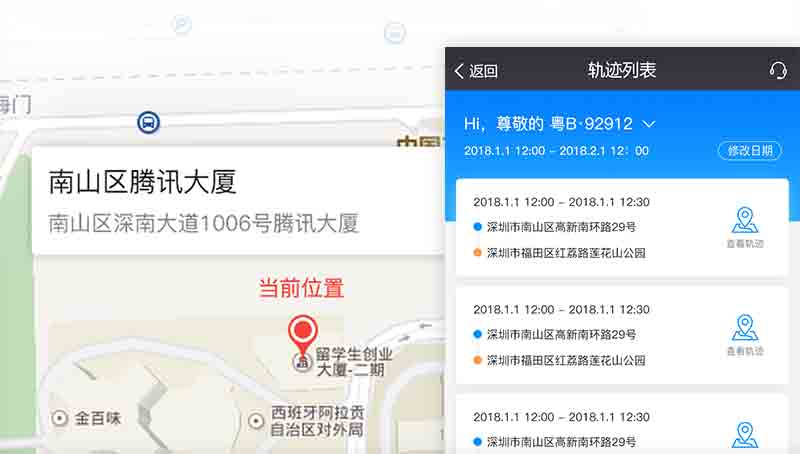 海门
南山区腾讯大厦
南山区深南大道1006号腾讯大厦
当前位置
留学生创业
大厦-二期
金百味
西班牙阿拉贡
自治区对外局
返回
轨迹列表
Hi，尊敬的 粤B·92912
2018.1.1 12:00 - 2018.2.1 12：00
修改日期
2018.1.1 12:00 - 2018.1.1 12:30
深圳市南山区高新南环路29号
深圳市福田区红荔路莲花山公园
查看轨迹
2018.1.1 12:00 - 2018.1.1 12:30
深圳市南山区高新南环路29号
深圳市福田区红荔路莲花山公园
查看轨迹
2018.1.1 12:00 - 2018.1.1 12:30
深圳市南山区高新南环路29号